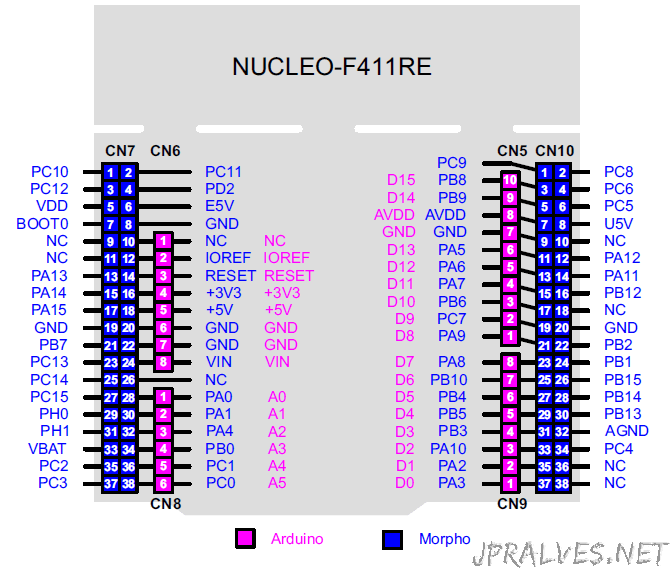 NUCLEO-F411RE
CN7 CN6 CN5 CN10
PC9
PC10 1 2 PC11 D15 PB8 10 1 2 PC8
PC12 3 4 PD2 D14 PB9 9 3 4 PC6
VDD 5 6 E5V AVDD AVDD 8 5 6 PC5
BOOT0 7 8 GND GND GND 7 7 8 U5V
NC 9 10 1 NC NC D13 PA5 6 9 10 NC
NC 11 12 2 IOREF IOREF D12 PA6 5 11 12 PA12
PA13 13 14 3 RESET RESET D11 PA7 4 13 14 PA11
PA14 15 16 4 +3V3 +3V3 D10 PB6 3 15 16 PB12
PA15 17 18 5 +5V +5V D9 PC7 2 17 18 NC
GND 19 20 6 GND GND D8 PA9 1 19 20 GND
PB7 21 22 7 GND GND 21 22 PB2
PC13 23 24 8 VIN VIN D7 PA8 8 23 24 PB1
PC14 25 26 NC D6 PB10 7 25 26 PB15
PC15 27 28 1 PA0 A0 D5 PB4 6 27 28 PB14
PH0 29 30 2 PA1 A1 D4 PB5 5 29 30 PB13
PH1 31 32 3 PA4 A2 D3 PB3 4 31 32 AGND
VBAT 33 34 4 PB0 A3 D2 PA10 3 33 34 PC4
PC2 35 36 5 PC1 A4 D1 PA2 2 35 36 NC
PC3 37 38 6 PC0 A5 D0 PA3 1 37 38 NC
CN8 CN9
Arduino Morpho
JPRALVES.NET